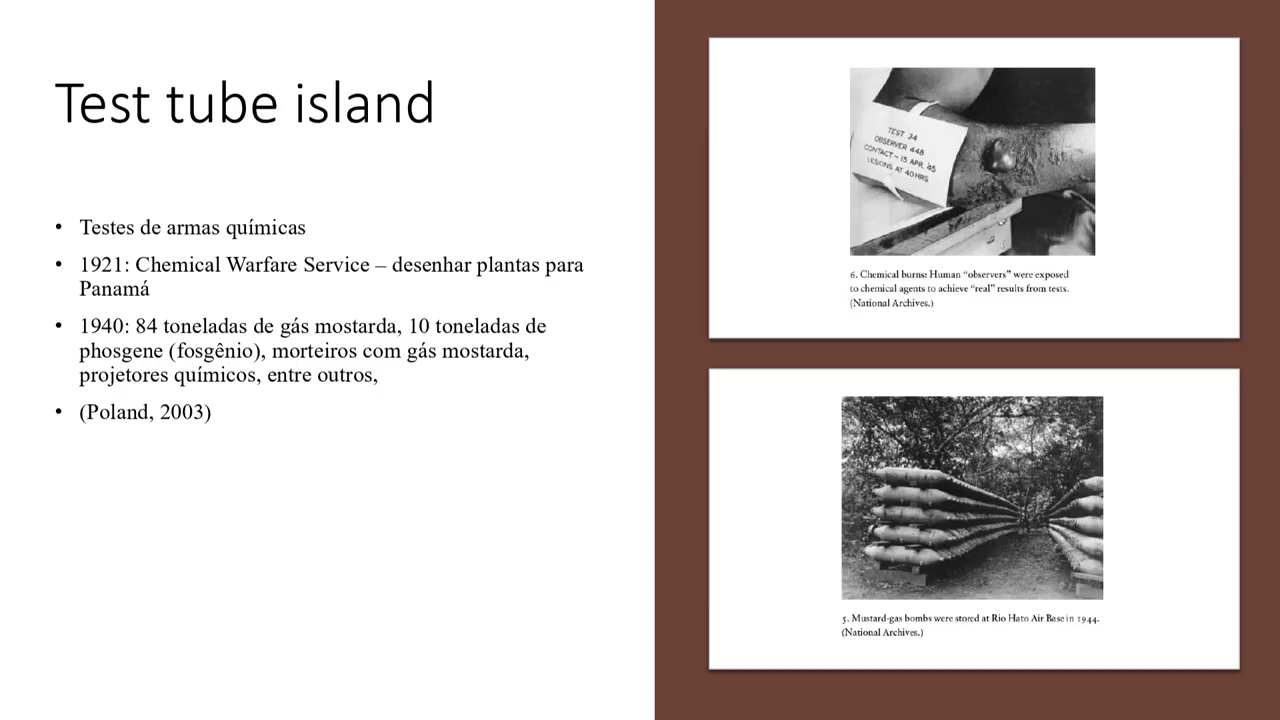 Test tube island
• Testes de armas químicas
• 1921: Chemical Warfare Service – desenhar plantas para
Panamá
• 1940: 84 toneladas de gás mostarda, 10 toneladas de
phosgene (fosgênio), morteiros com gás mostarda,
projetores químicos, entre outros,
• (Poland, 2003)
TEST 34
OBSERVER 448
CONTACT – 15 APR. 45
LESIONS AT 40 HRS
6. Chemical burns: Human “observers” were exposed
to chemical agents to achieve “real” results from tests.
(National Archives.)
5. Mustard-gas bombs were stored at Rio Hato Air Base in 1944.
(National Archives.)